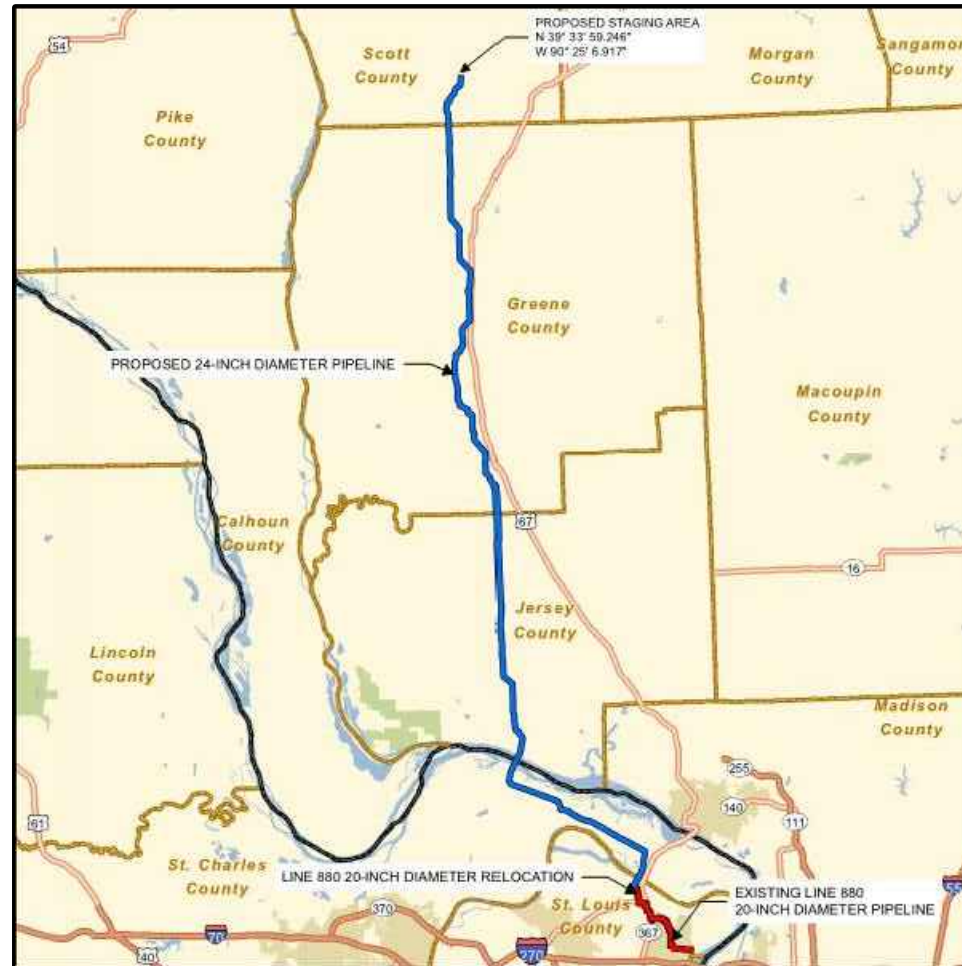 PROPOSED STAGING AREA
N 39° 33' 59.246"
W 90° 25' 6.917"
54
Scott
County
Morgan
County
Sangamon
County
Pike
County
Greene
County
PROPOSED 24-INCH DIAMETER PIPELINE
Macoupin
County
Calhoun
County
67
16
Jersey
County
Lincoln
County
Madison
County
255
140
111
61
St. Charles
County
LINE 880 20-INCH DIAMETER RELOCATION
EXISTING LINE 880
20-INCH DIAMETER PIPELINE
St. Louis
County
370
367
70
40
270
55